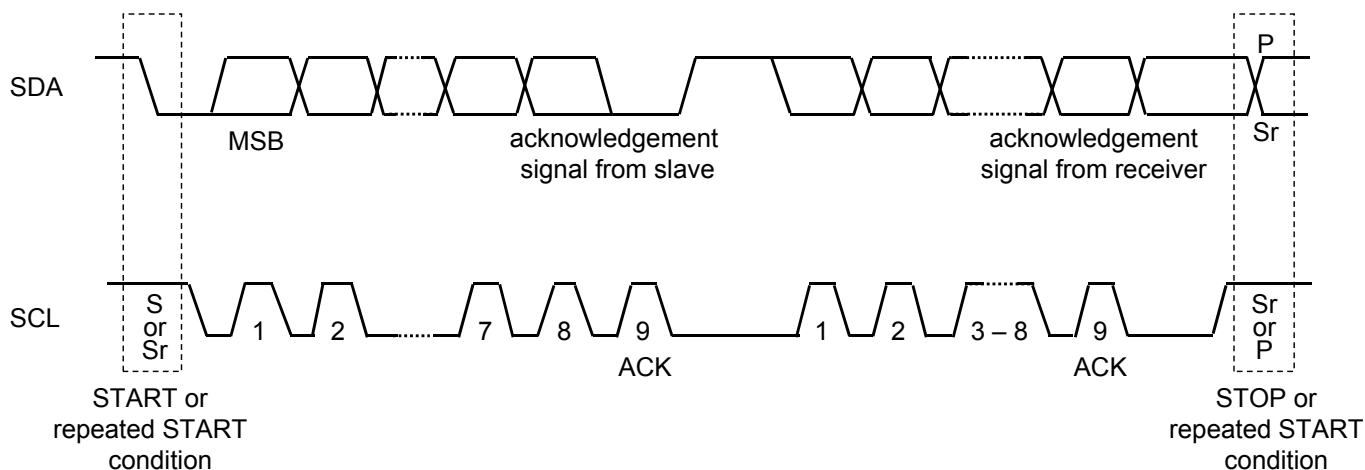 P
SDA
MSB
acknowledgement
signal from slave
acknowledgement
signal from receiver
Sr
SCL
S
or
Sr
1
2
7
8
9
1
2
3 – 8
9
Sr
or
P
ACK
ACK
START or
repeated START
condition
STOP or
repeated START
condition